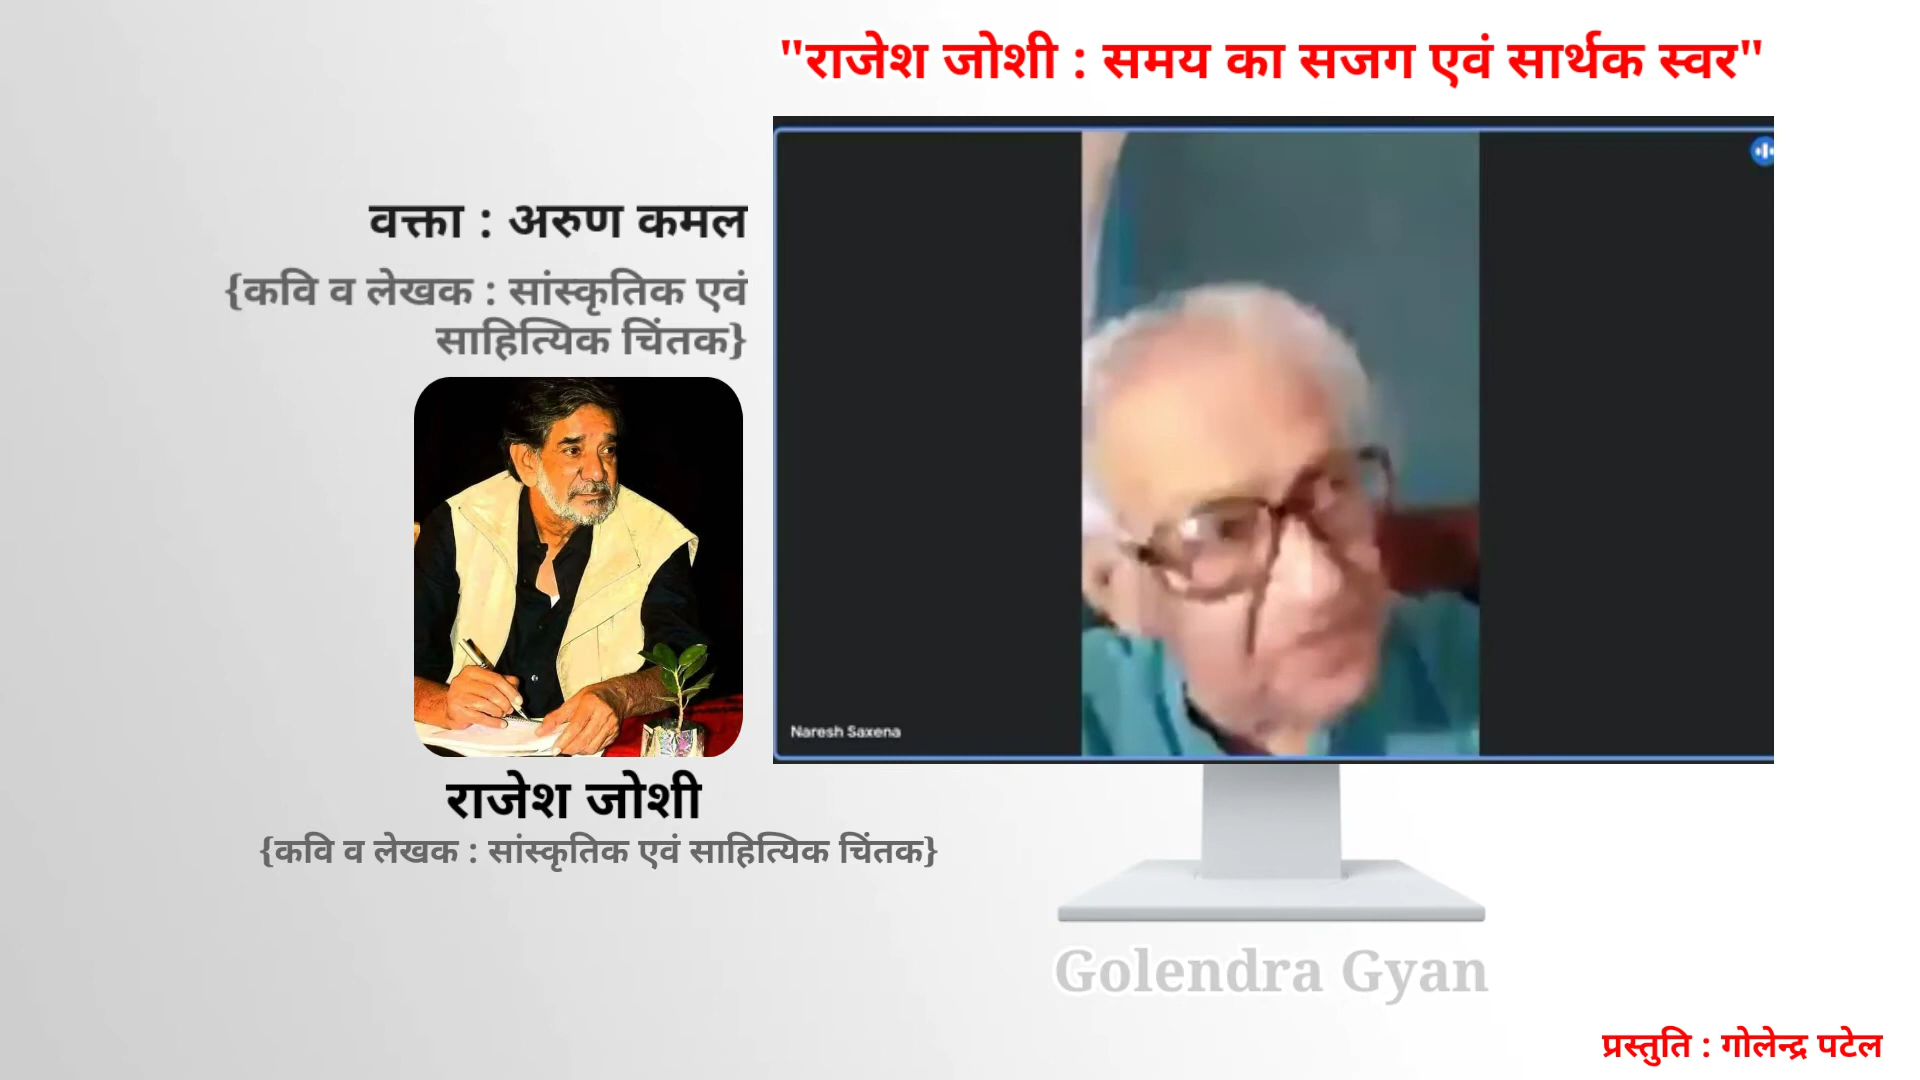 "राजेश जोशी : समय का सजग एवं सार्थक स्वर"
वक्ता : अरुण कमल
{कवि व लेखक : सांस्कृतिक एवं
साहित्यिक चिंतक}
Naresh Saxena
राजेश जोशी
{कवि व लेखक : सांस्कृतिक एवं साहित्यिक चिंतक}
Golendra Gyan
प्रस्तुति : गोलेन्द्र पटेल